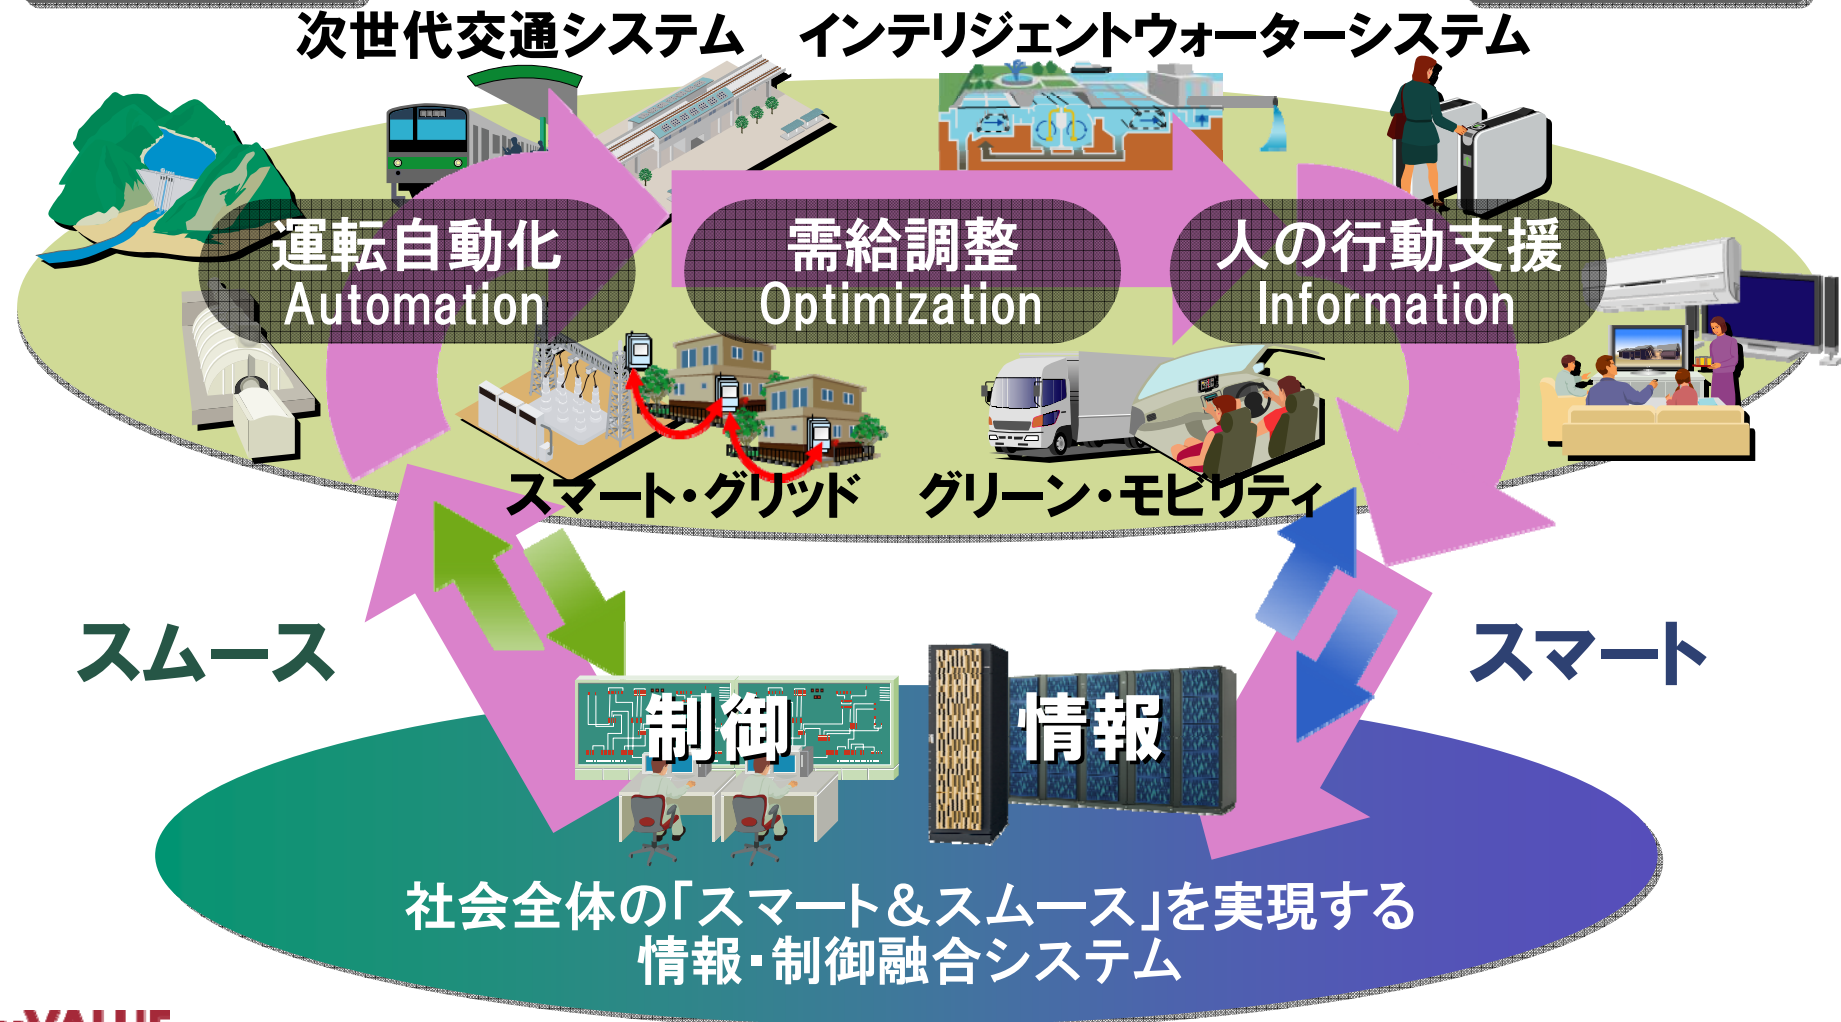 次世代交通システム　インテリジェントウォーターシステム
運転自動化
Automation
需給調整
Optimization
人の行動支援
Information
スマート・グリッド　グリーン・モビリティ
スムース
スマート
制御
情報
社会全体の「スマート＆スムース」を実現する
情報・制御融合システム